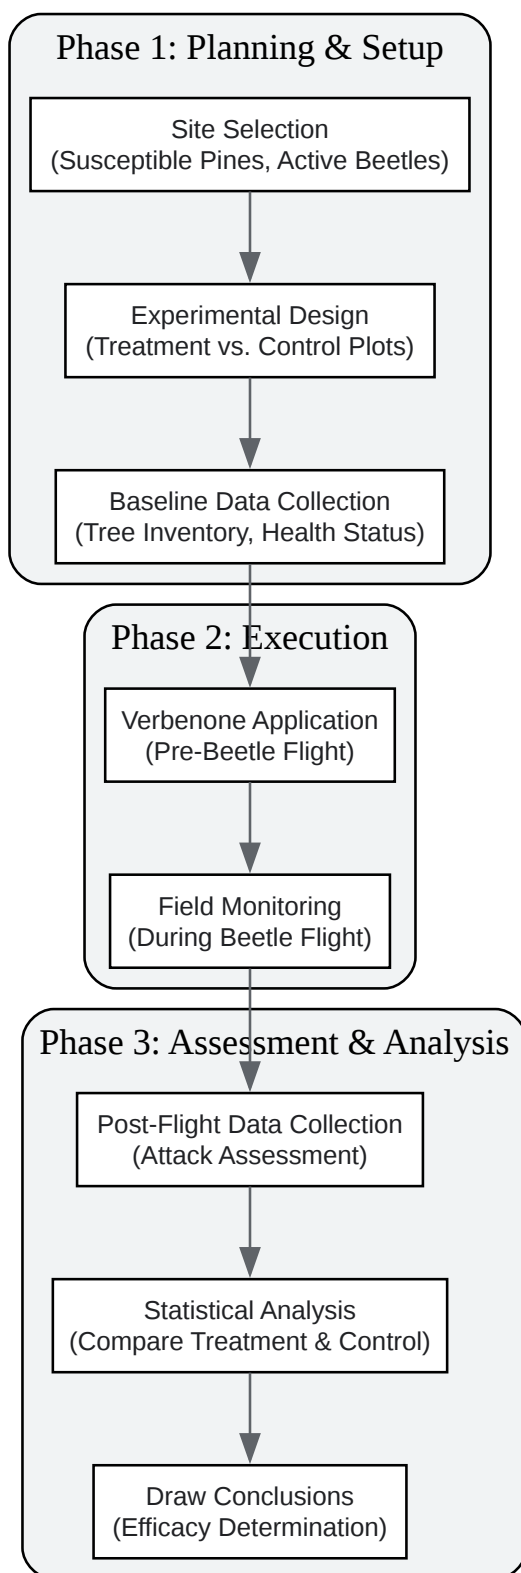 Phase 1: Planning & Setup
Site Selection
(Susceptible Pines, Active Beetles)
Experimental Design
(Treatment vs. Control Plots)
Baseline Data Collection
(Tree Inventory, Health Status)
Phase 2: Execution
Verbenone Application
(Pre-Beetle Flight)
Field Monitoring
(During Beetle Flight)
Phase 3: Assessment & Analysis
Post-Flight Data Collection
(Attack Assessment)
Statistical Analysis
(Compare Treatment & Control)
Draw Conclusions
(Efficacy Determination)